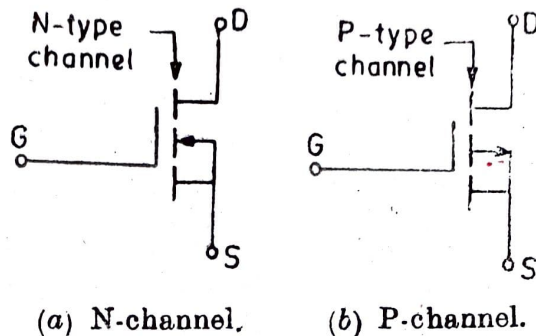 N-type
channel
D
G
S
P-type
channel
D
G
S
(a) N-channel.
(b) P-channel.